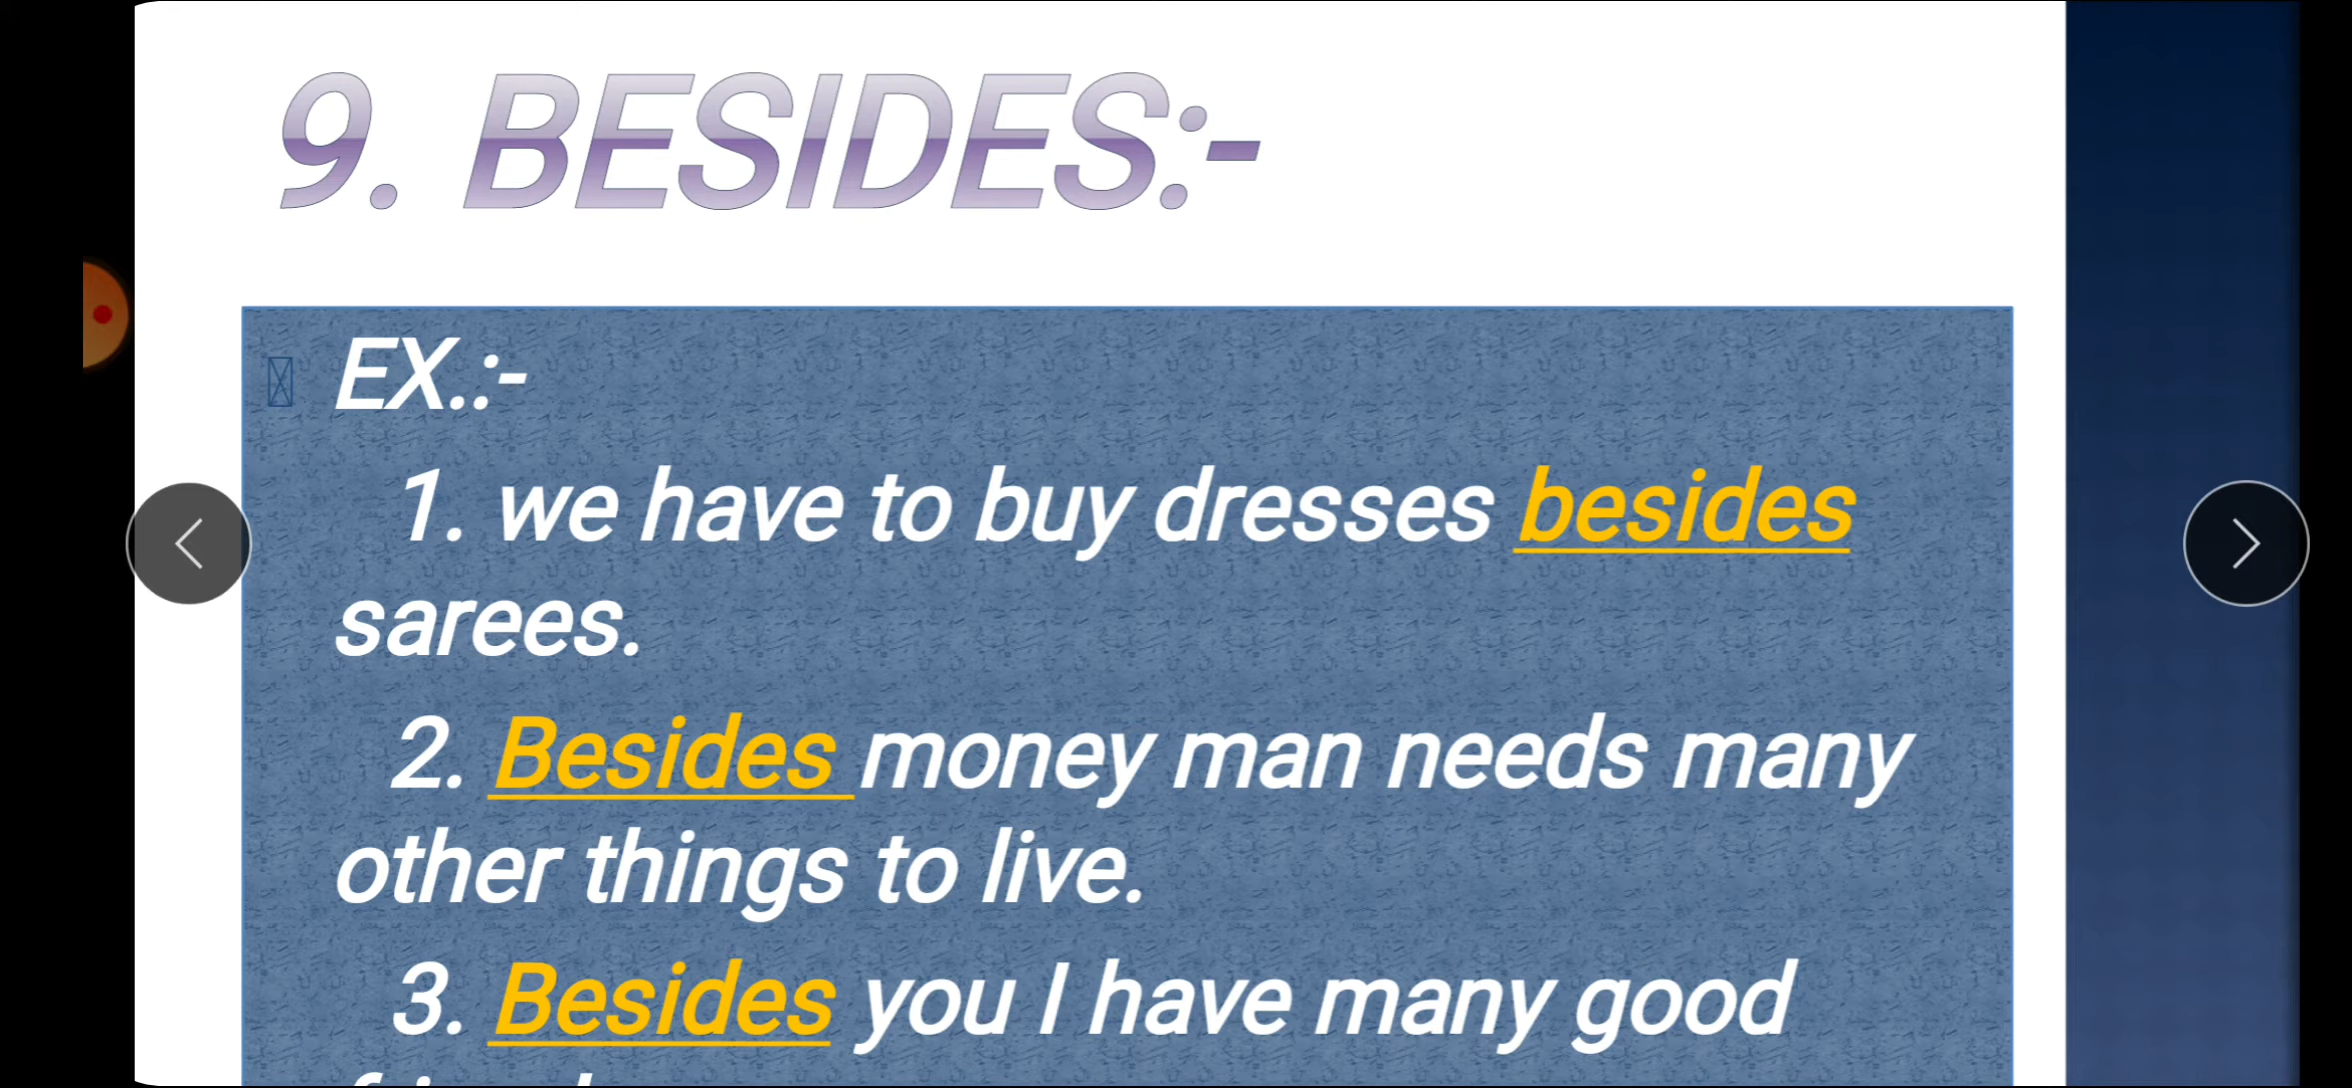 9. BESIDES:-
EX.:-
1. we have to buy dresses besides
sarees.
2. Besides money man needs many
other things to live.
3. Besides you I have many good